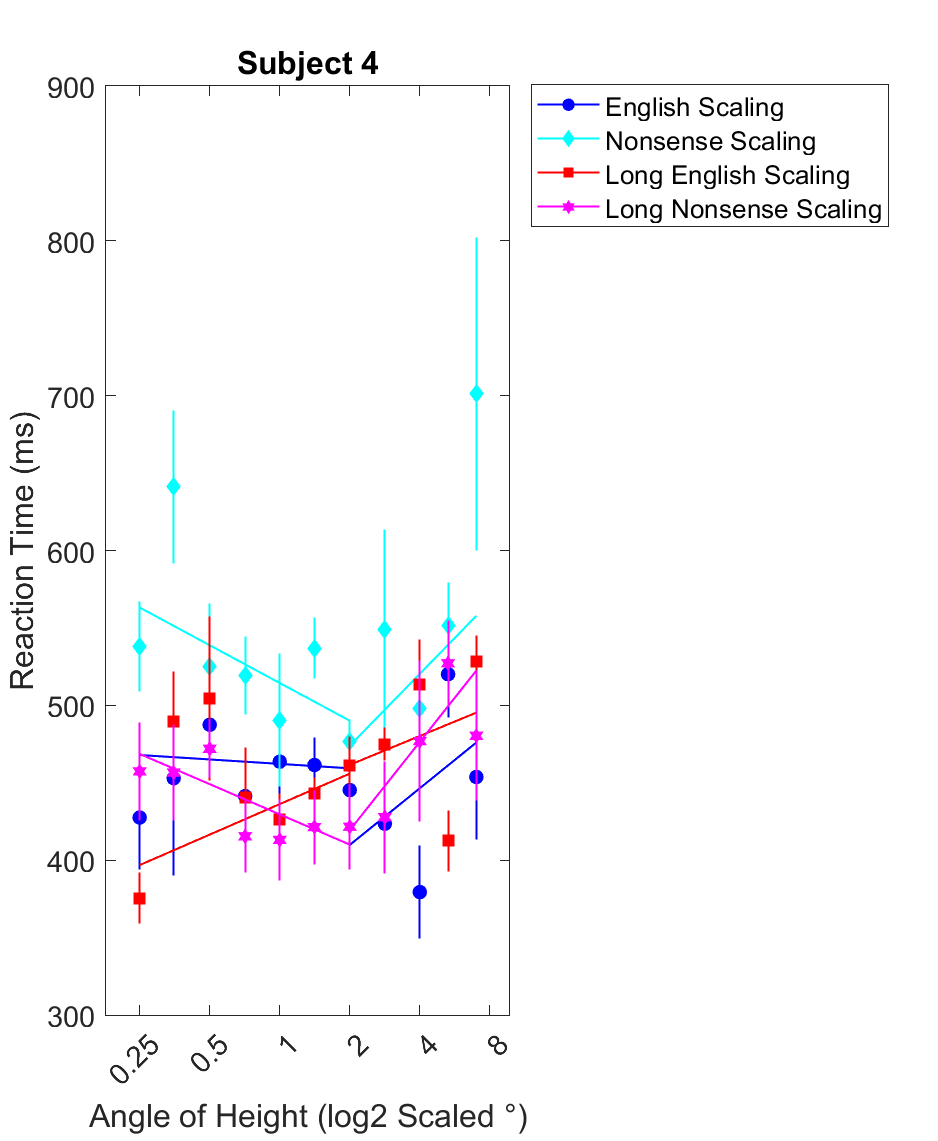 Subject 4
900
800
700
600
500
400
300
Reaction Time (ms)
0.25
0.5
1
2
4
8
Angle of Height (log2 Scaled °)
English Scaling
Nonsense Scaling
Long English Scaling
Long Nonsense Scaling